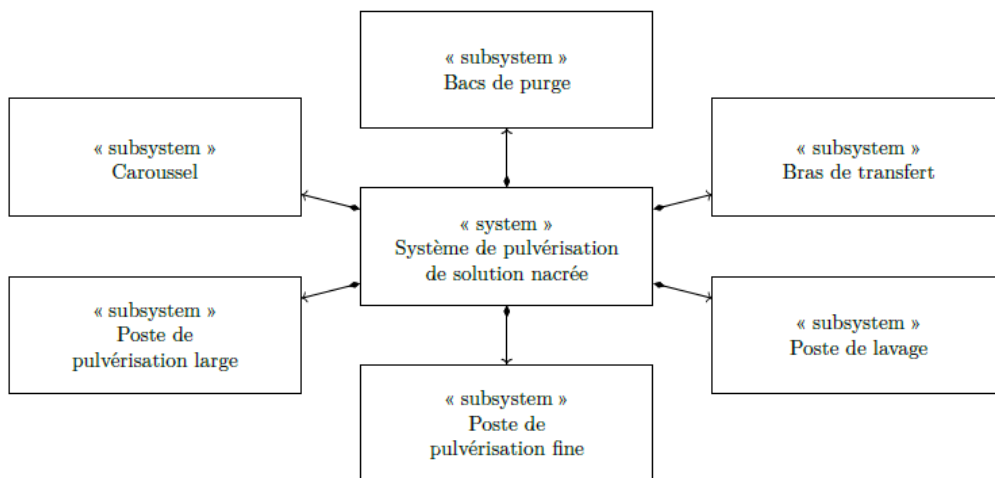 « subsystem »
Bacs de purge
« subsystem »
Caroussel
« subsystem »
Bras de transfert
« system »
Système de pulvérisation
de solution nacrée
« subsystem »
Poste de
pulvérisation large
« subsystem »
Poste de lavage
« subsystem »
Poste de
pulvérisation fine